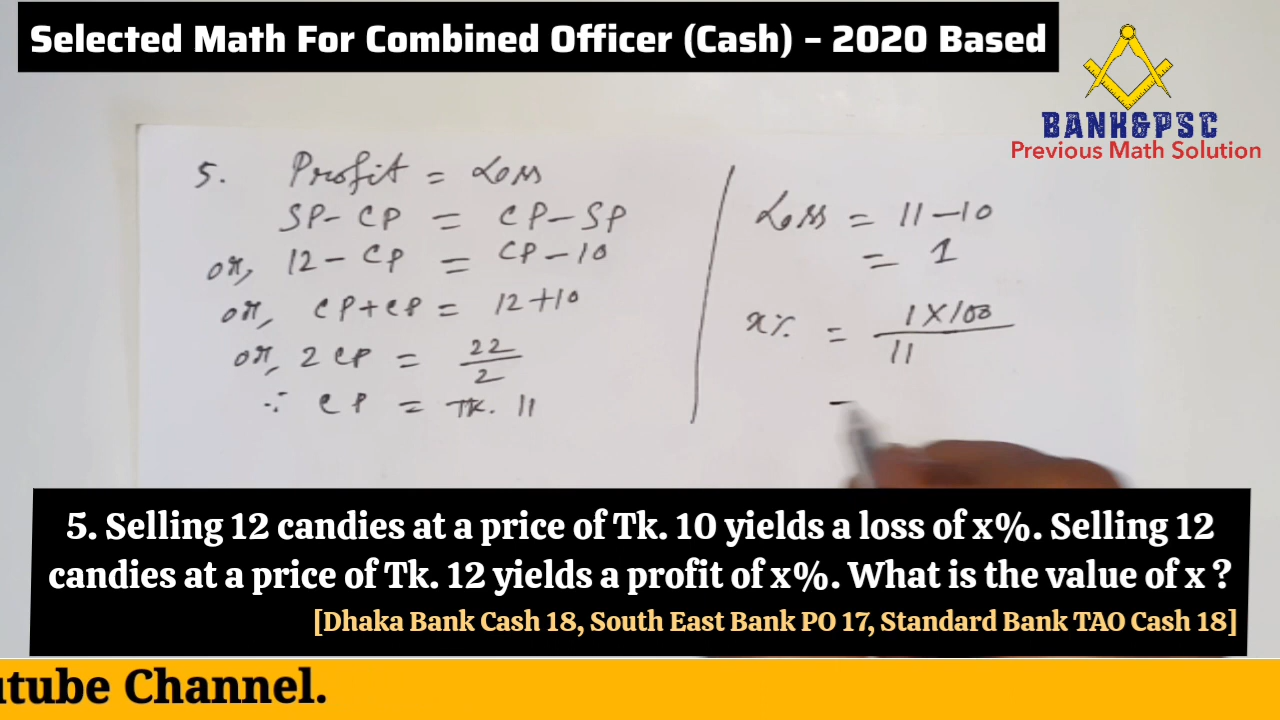 Selected Math For Combined Officer (Cash) – 2020 Based
BANK&PSC
Previous Math Solution
5. Profit = Loss
SP - CP = CP - SP
or, 12 - CP = CP - 10
or, CP + CP = 12 + 10
or, 2 CP = 22/2
∴ CP = Tk. 11
Loss = 11 - 10
= 1
x% = 1 X 100 / 11
=
5. Selling 12 candies at a price of Tk. 10 yields a loss of x%. Selling 12
candies at a price of Tk. 12 yields a profit of x%. What is the value of x ?
[Dhaka Bank Cash 18, South East Bank PO 17, Standard Bank TAO Cash 18]
utube Channel.